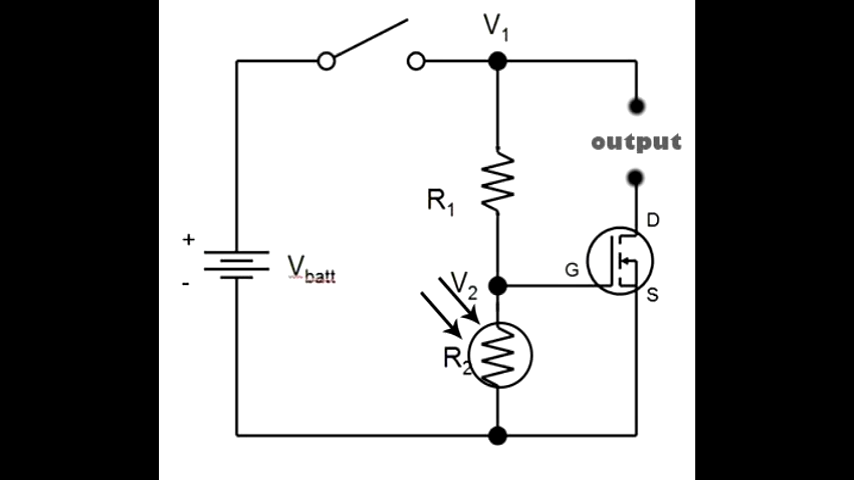 V1
output
R1
D
+
Vbatt
-
G
V2
S
R2